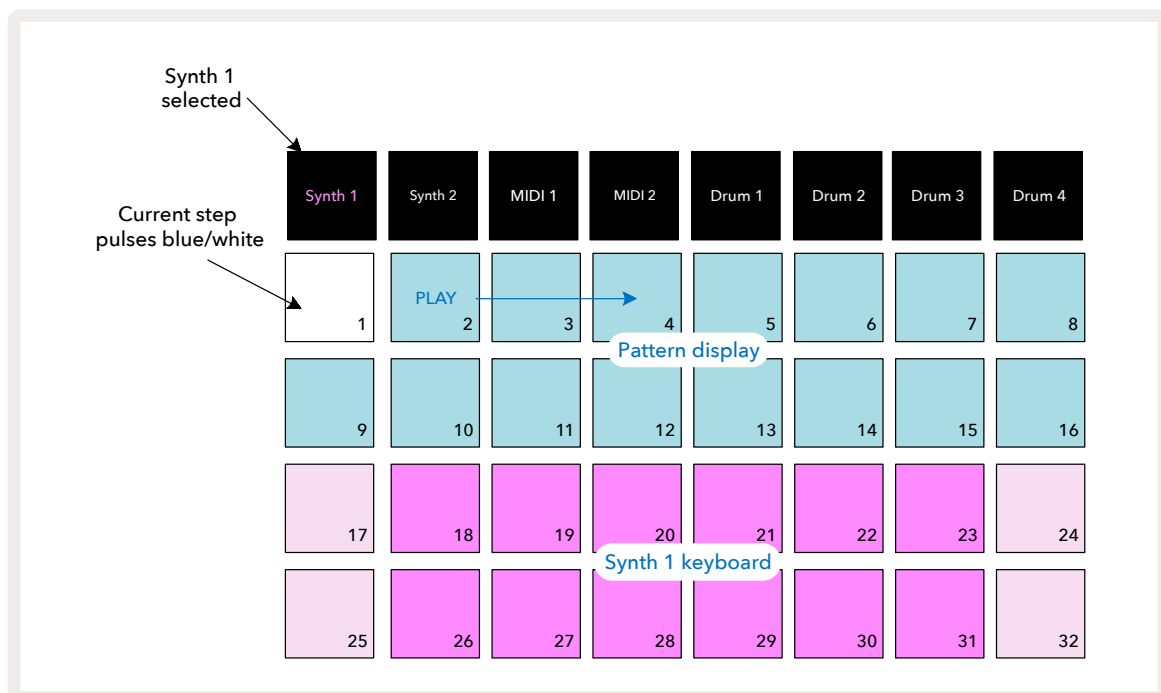 Synth 1
selected
Synth 1
Synth 2
MIDI 1
MIDI 2
Drum 1
Drum 2
Drum 3
Drum 4
Current step
pulses blue/white
PLAY
1
2
3
4
5
6
7
8
Pattern display
9
10
11
12
13
14
15
16
17
18
19
20
21
22
23
24
Synth 1 keyboard
25
26
27
28
29
30
31
32